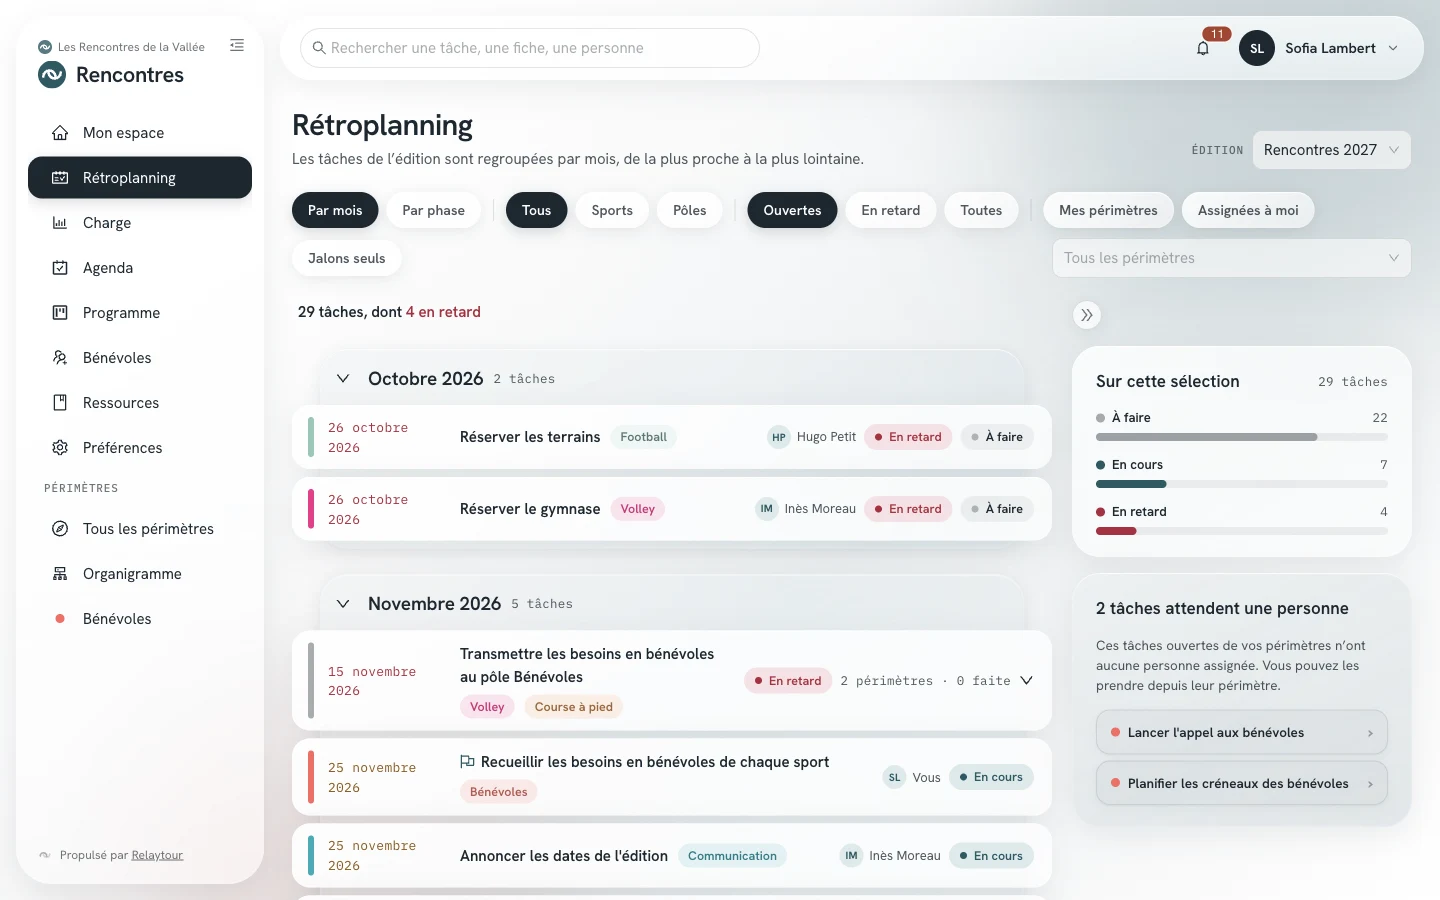 Les Rencontres de la Vallée
Rencontres
Mon espace
Rétroplanning
Charge
Agenda
Programme
Bénévoles
Ressources
Préférences
PÉRIMÈTRES
Tous les périmètres
Organigramme
Bénévoles
Propulsé par Relaytour
Rechercher une tâche, une fiche, une personne
11
SL
Sofia Lambert
Rétroplanning
Les tâches de l’édition sont regroupées par mois, de la plus proche à la plus lointaine.
ÉDITION
Rencontres 2027
Par mois
Par phase
Tous
Sports
Pôles
Ouvertes
En retard
Toutes
Mes périmètres
Assignées à moi
Jalons seuls
Tous les périmètres
29 tâches, dont 4 en retard
Octobre 2026 2 tâches
26 octobre
2026
Réserver les terrains
Football
HP
Hugo Petit
En retard
À faire
26 octobre
2026
Réserver le gymnase
Volley
IM
Inès Moreau
En retard
À faire
Novembre 2026 5 tâches
15 novembre
2026
Transmettre les besoins en bénévoles
au pôle Bénévoles
Volley
Course à pied
En retard
2 périmètres · 0 faite
25 novembre
2026
Recueillir les besoins en bénévoles de chaque sport
Bénévoles
SL
Vous
En cours
25 novembre
2026
Annoncer les dates de l'édition
Communication
IM
Inès Moreau
En cours
Sur cette sélection
29 tâches
À faire
22
En cours
7
En retard
4
2 tâches attendent une personne
Ces tâches ouvertes de vos périmètres n’ont
aucune personne assignée. Vous pouvez les
prendre depuis leur périmètre.
Lancer l'appel aux bénévoles
Planifier les créneaux des bénévoles